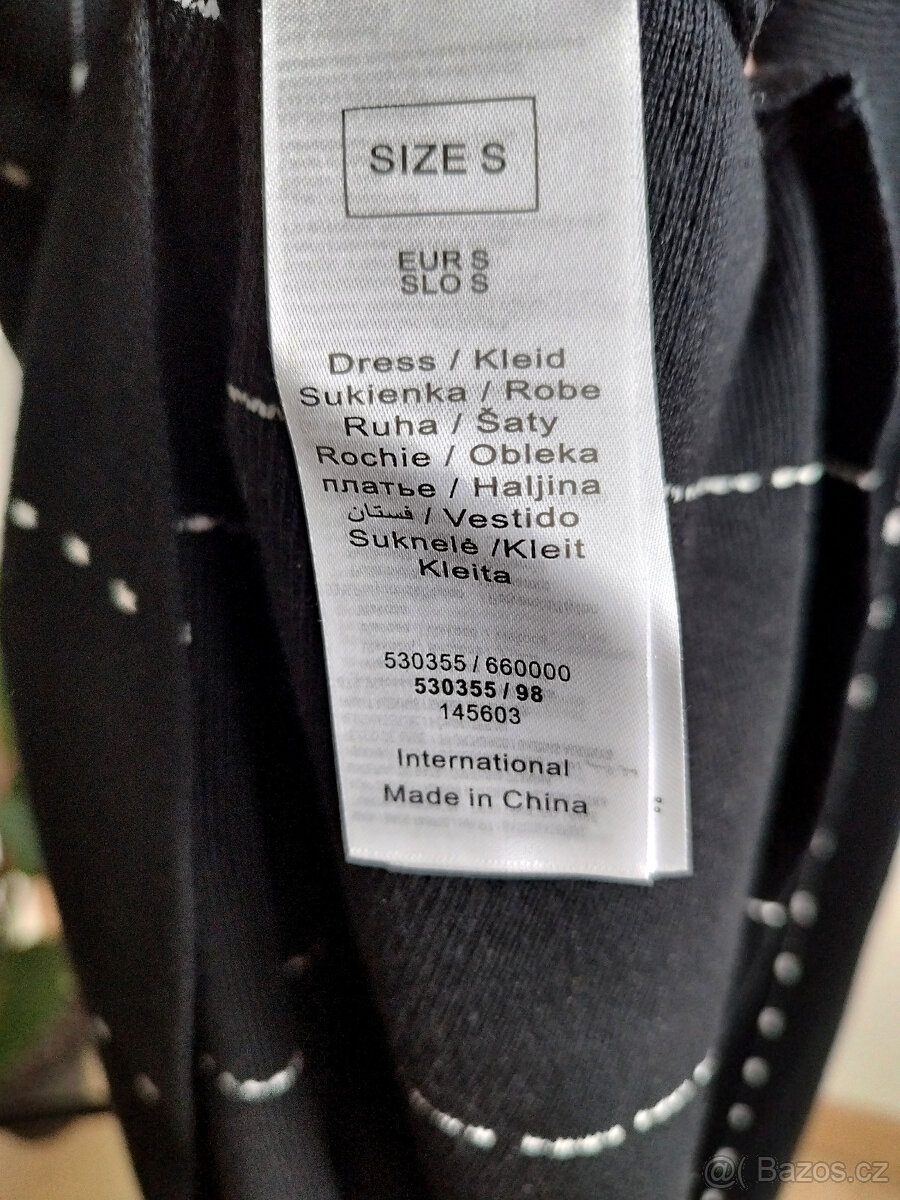 SIZE S
EUR S
SLO S
Dress / Kleid
Sukienka / Robe
Ruha / Šaty
Rochie / Obleka
платье / Haljina
فستان / Vestido
Suknelė /Kleit
Kleita
530355 / 660000
530355 / 98
145603
International
Made in China
@( Bazos.cz